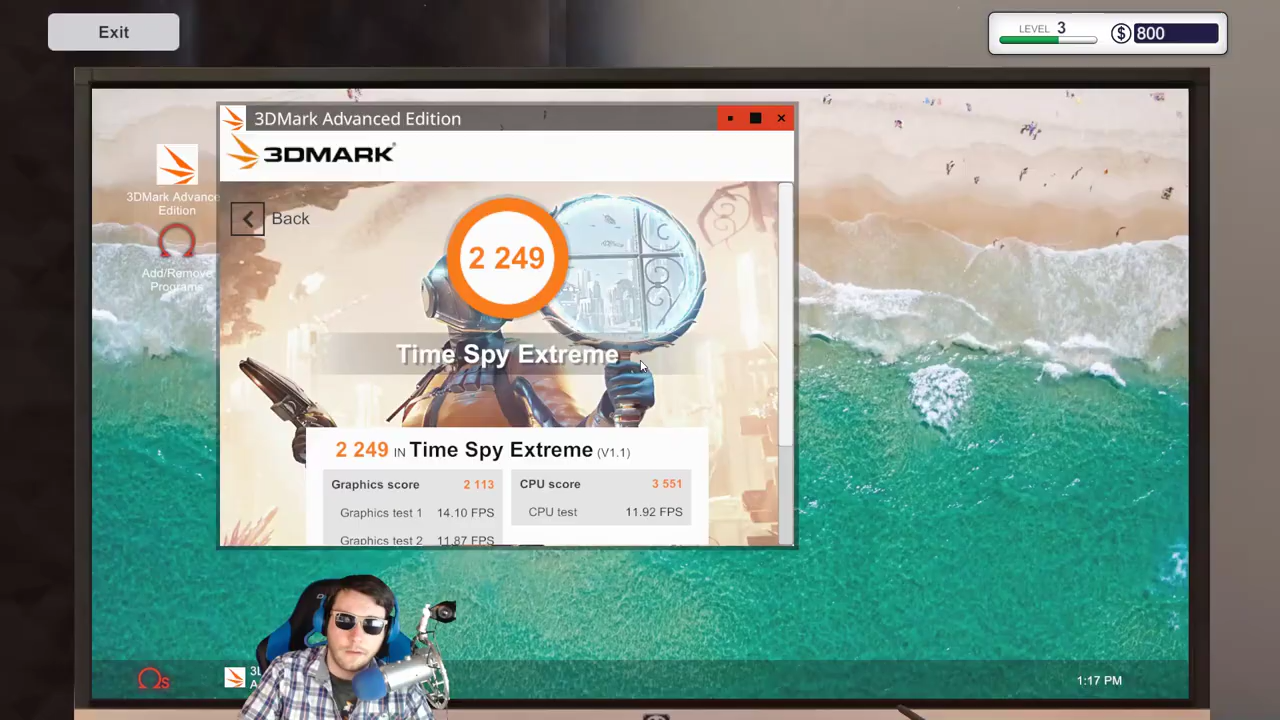 Exit
LEVEL 3
$ 800
3DMark Advanced Edition
3DMARK
3DMark Advance
Edition
Back
2 249
Add/Remove
Programs
Time Spy Extreme
2 249 IN Time Spy Extreme (V1.1)
Graphics score 2 113
CPU score 3 551
Graphics test 1 14.10 FPS
CPU test 11.92 FPS
Graphics test 2 11.87 FPS
ΩS
1:17 PM